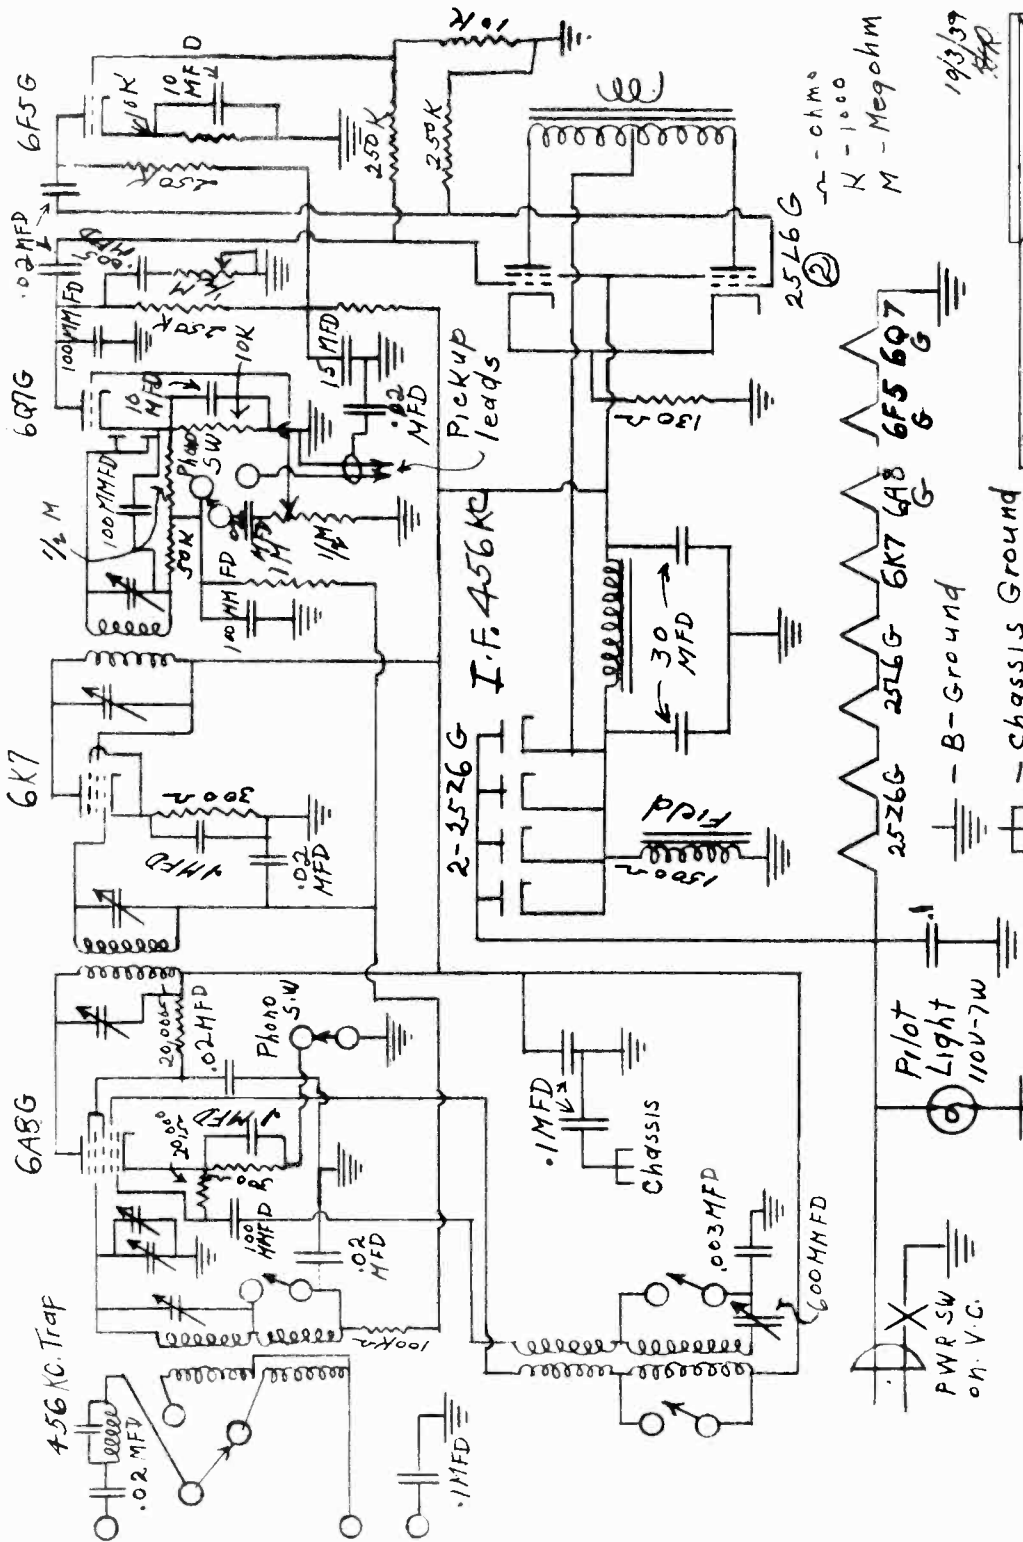 456 KC. Trap
.02 MFD
.1 MFD
6A8G
20,000
.02 MFD
20,000
.1 MFD
100
MMFD
.02
MFD
100K
Phono
S.W
6K7
300 Ω
.1 MFD
.02
MFD
½ M
100 MMFD
50K
100 MMFD
1 M
½ M
Phono
SW
6Q7G
10
MFD
10K
100 MMFD
250K
.02 MFD
15 MFD
.02
MFD
Pickup
leads
6F5G
250K
10K
10
MFD
250K
250K
10K
.1 MFD
Chassis
.003 MFD
600 MMFD
2-25Z6G
I.F. 456 KC
1500 Ω
Field
30
MFD
130 Ω
25L6G
2
Ω - ohms
K - 1000
M - Megohm
10/3/39
PWR SW
on V.C.
Pilot
Light
110V-7W
.1
25Z6G
25L6G
6K7
6A8
G
6F5
G
6Q7
G
- B-Ground
- Chassis Ground